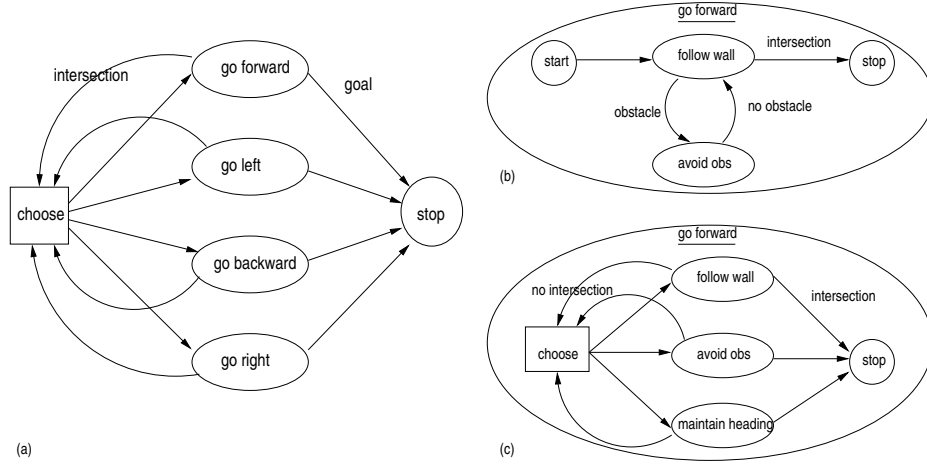 intersection
go forward
goal
go left
choose
stop
go backward
go right
(a)
go forward
start
follow wall
intersection
stop
obstacle
no obstacle
avoid obs
(b)
go forward
follow wall
no intersection
intersection
choose
avoid obs
stop
maintain heading
(c)